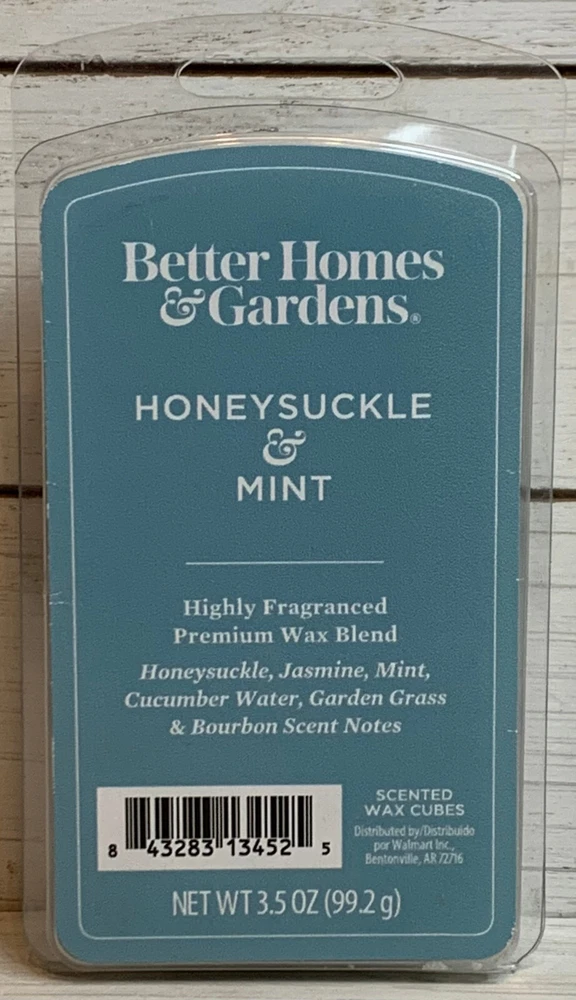 Better Homes
& Gardens®
HONEYSUCKLE
&
MINT
Highly Fragranced
Premium Wax Blend
Honeysuckle, Jasmine, Mint,
Cucumber Water, Garden Grass
& Bourbon Scent Notes
8 43283 13452 5
SCENTED
WAX CUBES
Distributed by/Distribuido
por Walmart Inc.,
Bentonville, AR 72716
NET WT 3.5 OZ (99.2 g)